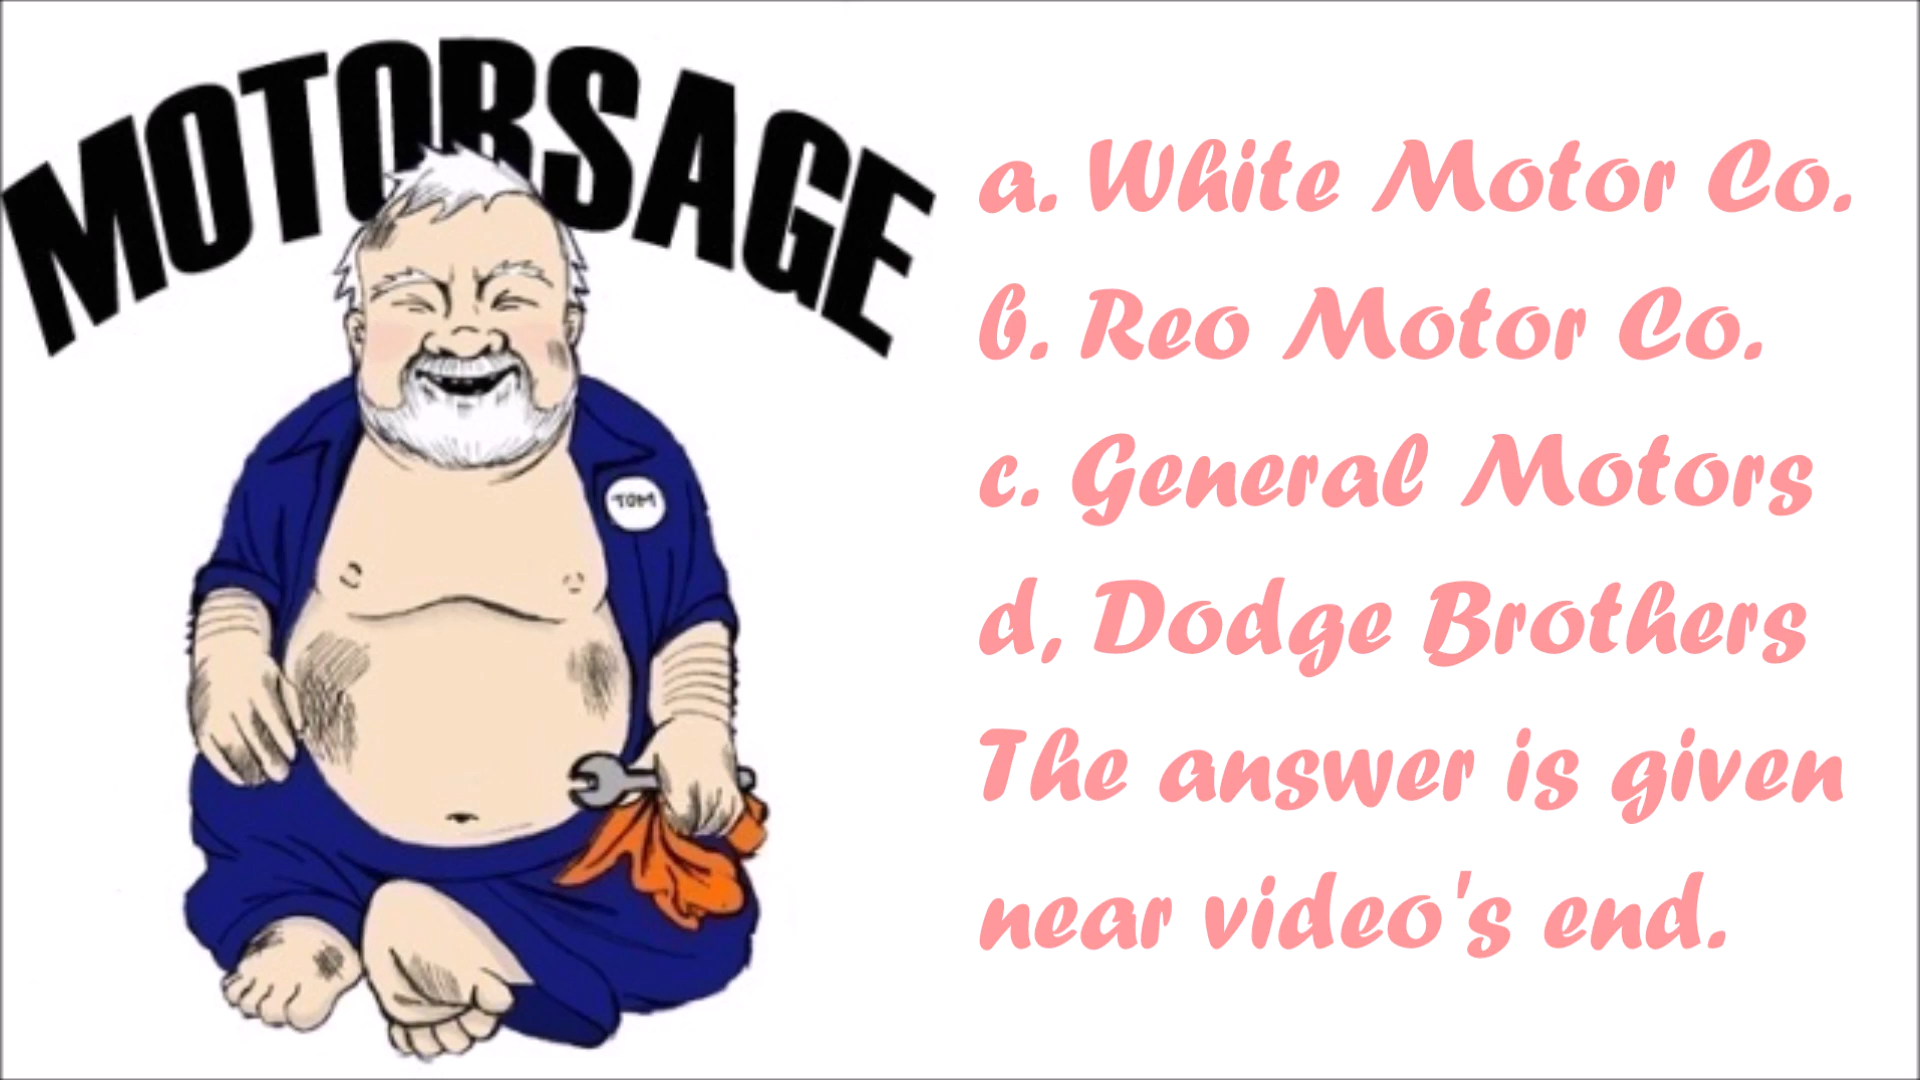 MOTORSAGE
TOM
a. White Motor Co.
b. Reo Motor Co.
c. General Motors
d, Dodge Brothers
The answer is given
near video's end.